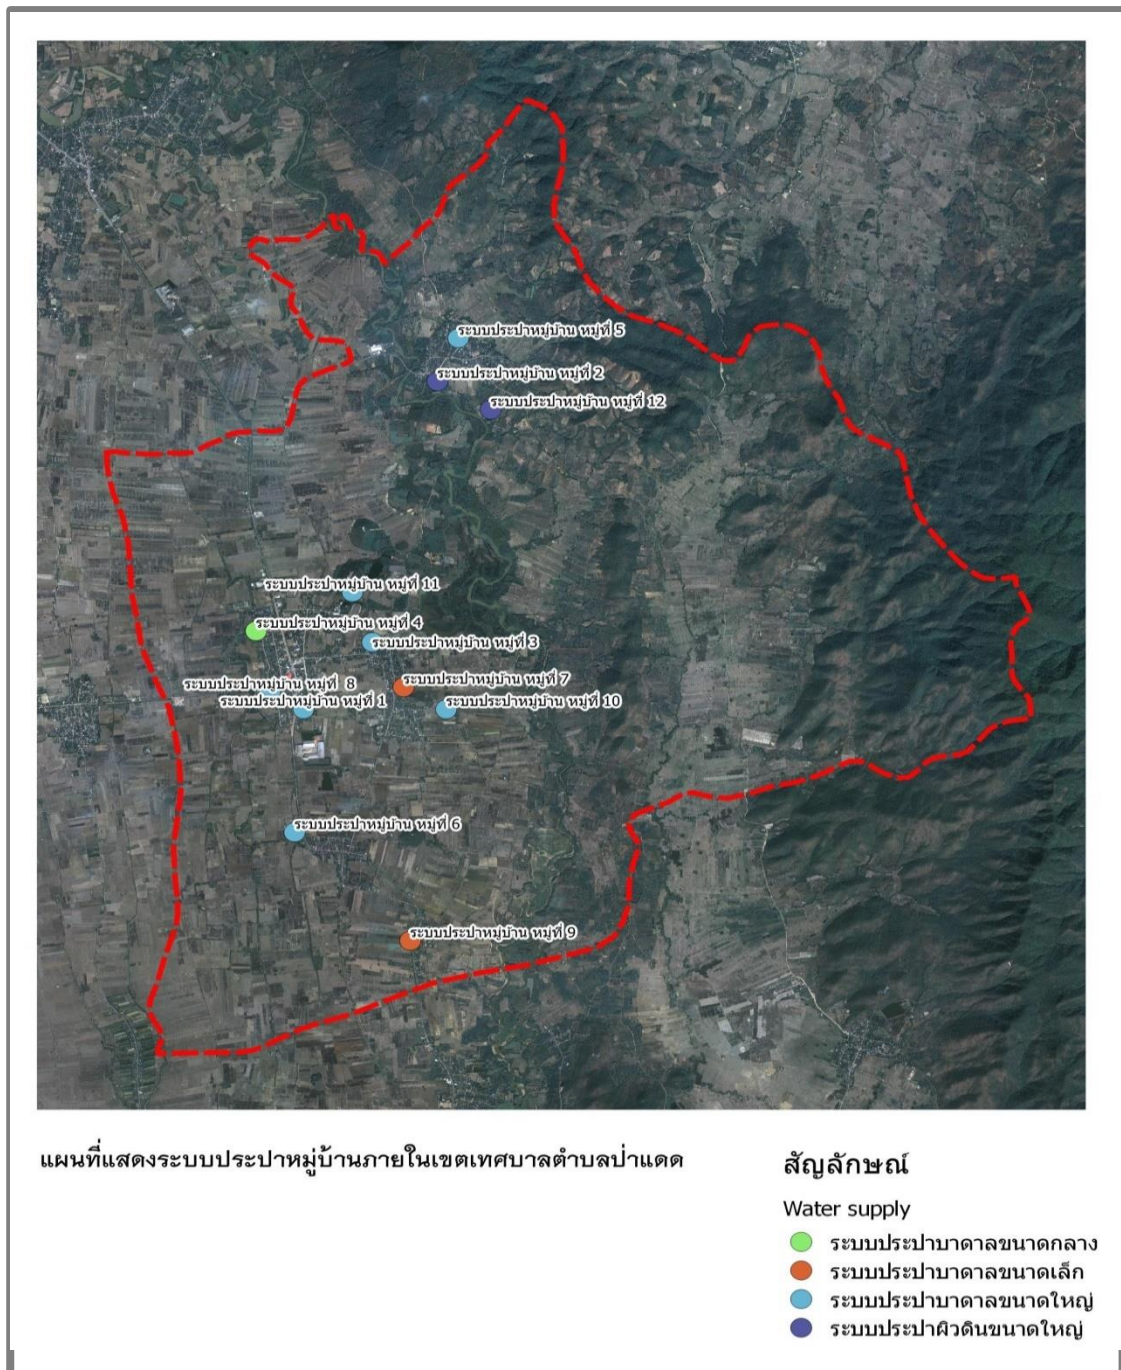 ระบบประปาหมู่บ้าน หมู่ที่ 5
ระบบประปาหมู่บ้าน หมู่ที่ 2
ระบบประปาหมู่บ้าน หมู่ที่ 12
ระบบประปาหมู่บ้าน หมู่ที่ 11
ระบบประปาหมู่บ้าน หมู่ที่ 4
ระบบประปาหมู่บ้าน หมู่ที่ 3
ระบบประปาหมู่บ้าน หมู่ที่ 7
ระบบประปาหมู่บ้าน หมู่ที่ 8
ระบบประปาหมู่บ้าน หมู่ที่ 1
ระบบประปาหมู่บ้าน หมู่ที่ 10
ระบบประปาหมู่บ้าน หมู่ที่ 6
ระบบประปาหมู่บ้าน หมู่ที่ 9
แผนที่แสดงระบบประปาหมู่บ้านภายในเขตเทศบาลตำบลป่าแดด
สัญลักษณ์
Water supply
ระบบประปาบาดาลขนาดกลาง
ระบบประปาบาดาลขนาดเล็ก
ระบบประปาบาดาลขนาดใหญ่
ระบบประปาผิวดินขนาดใหญ่